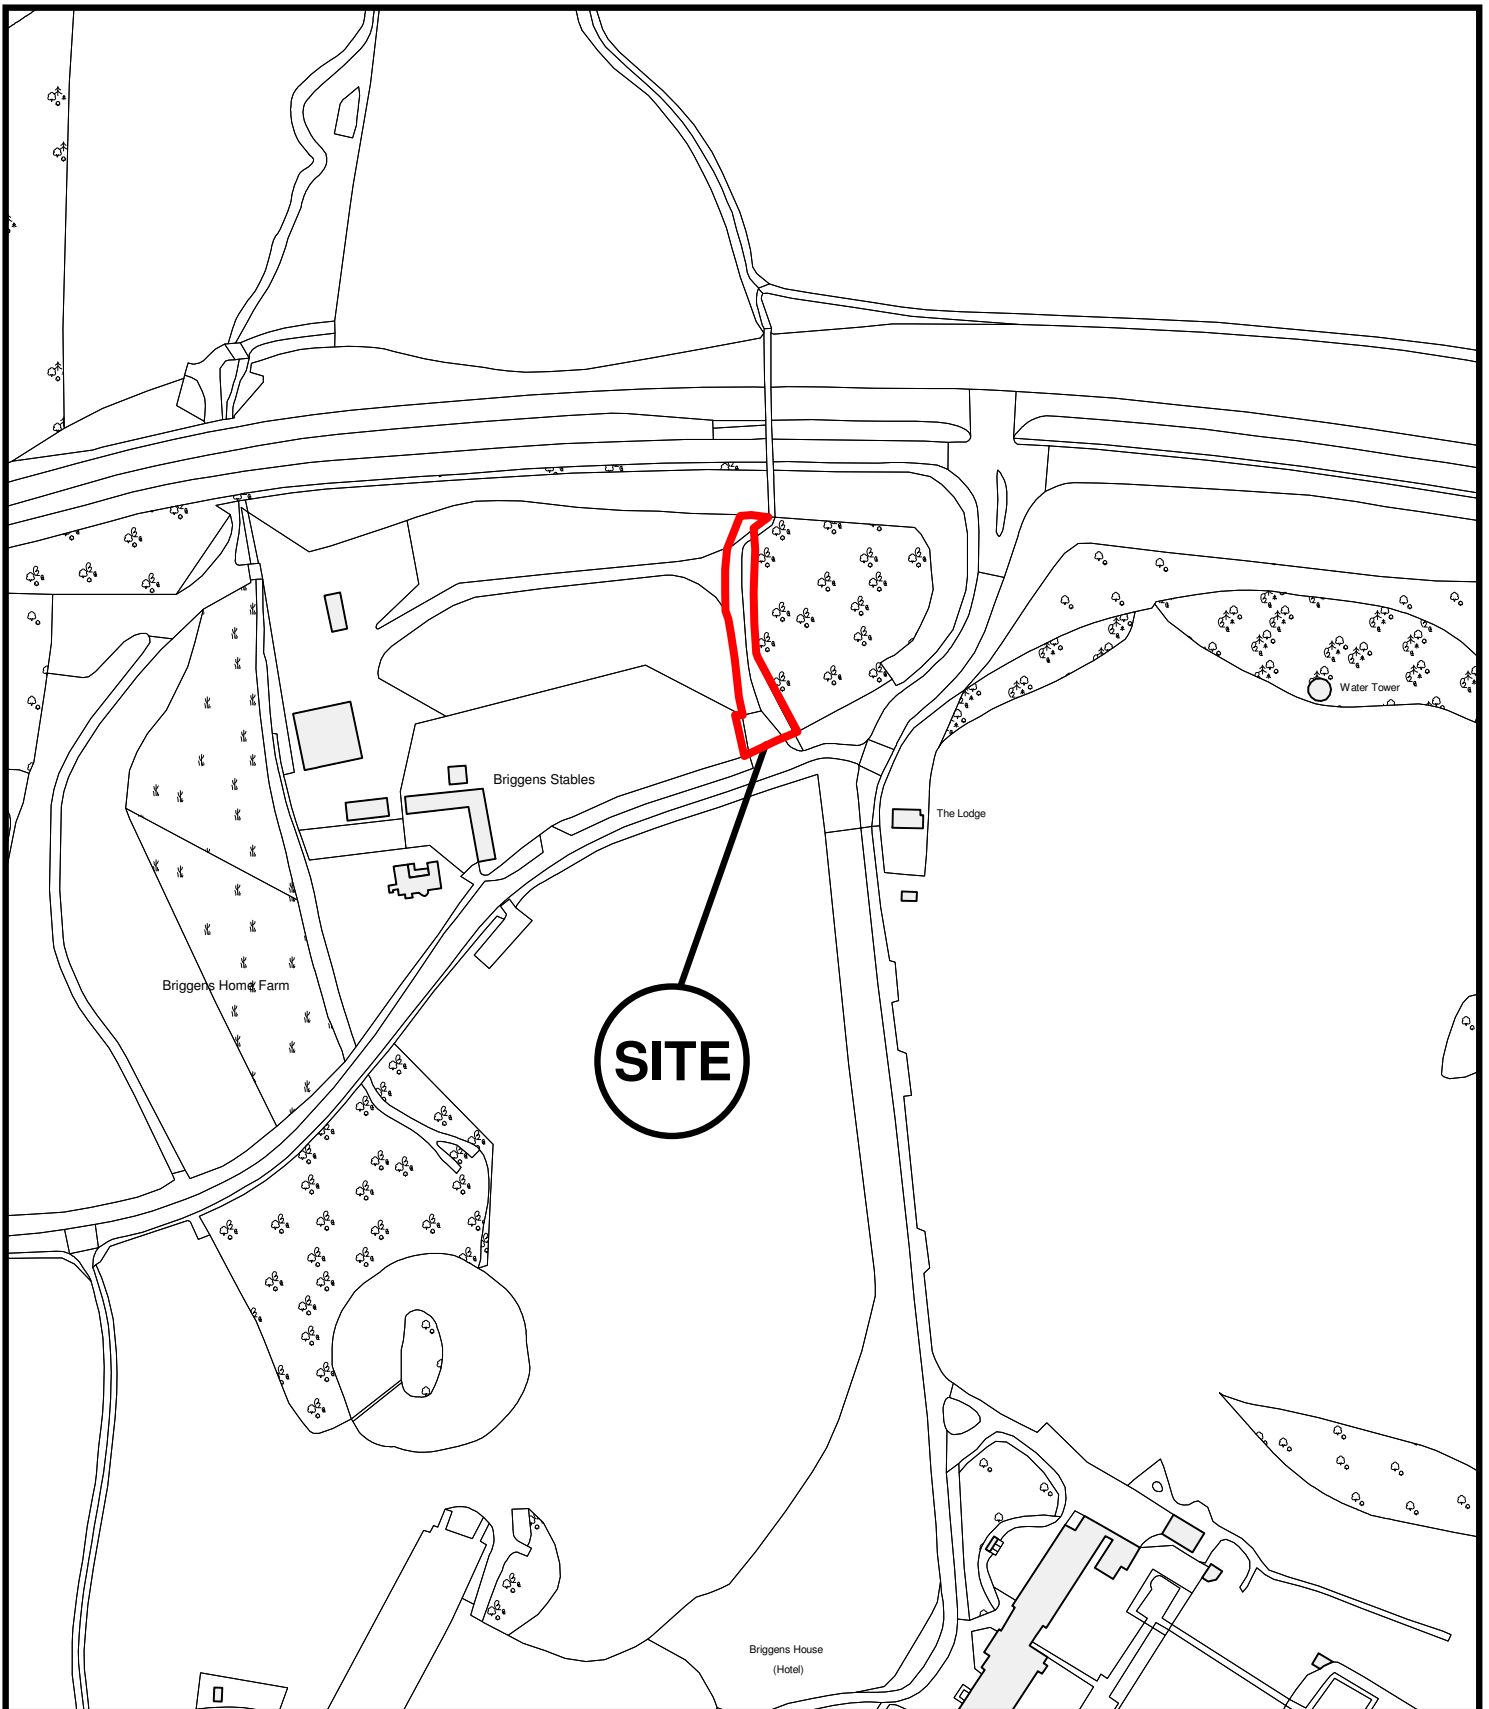 Water Tower
Briggens Stables
The Lodge
Briggens Home Farm
SITE
Briggens House
(Hotel)